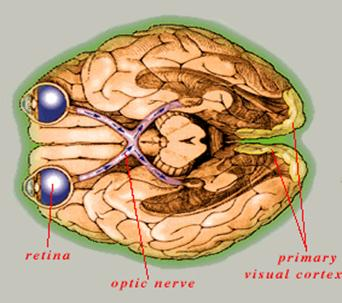 retina
optic nerve
primary
visual cortex